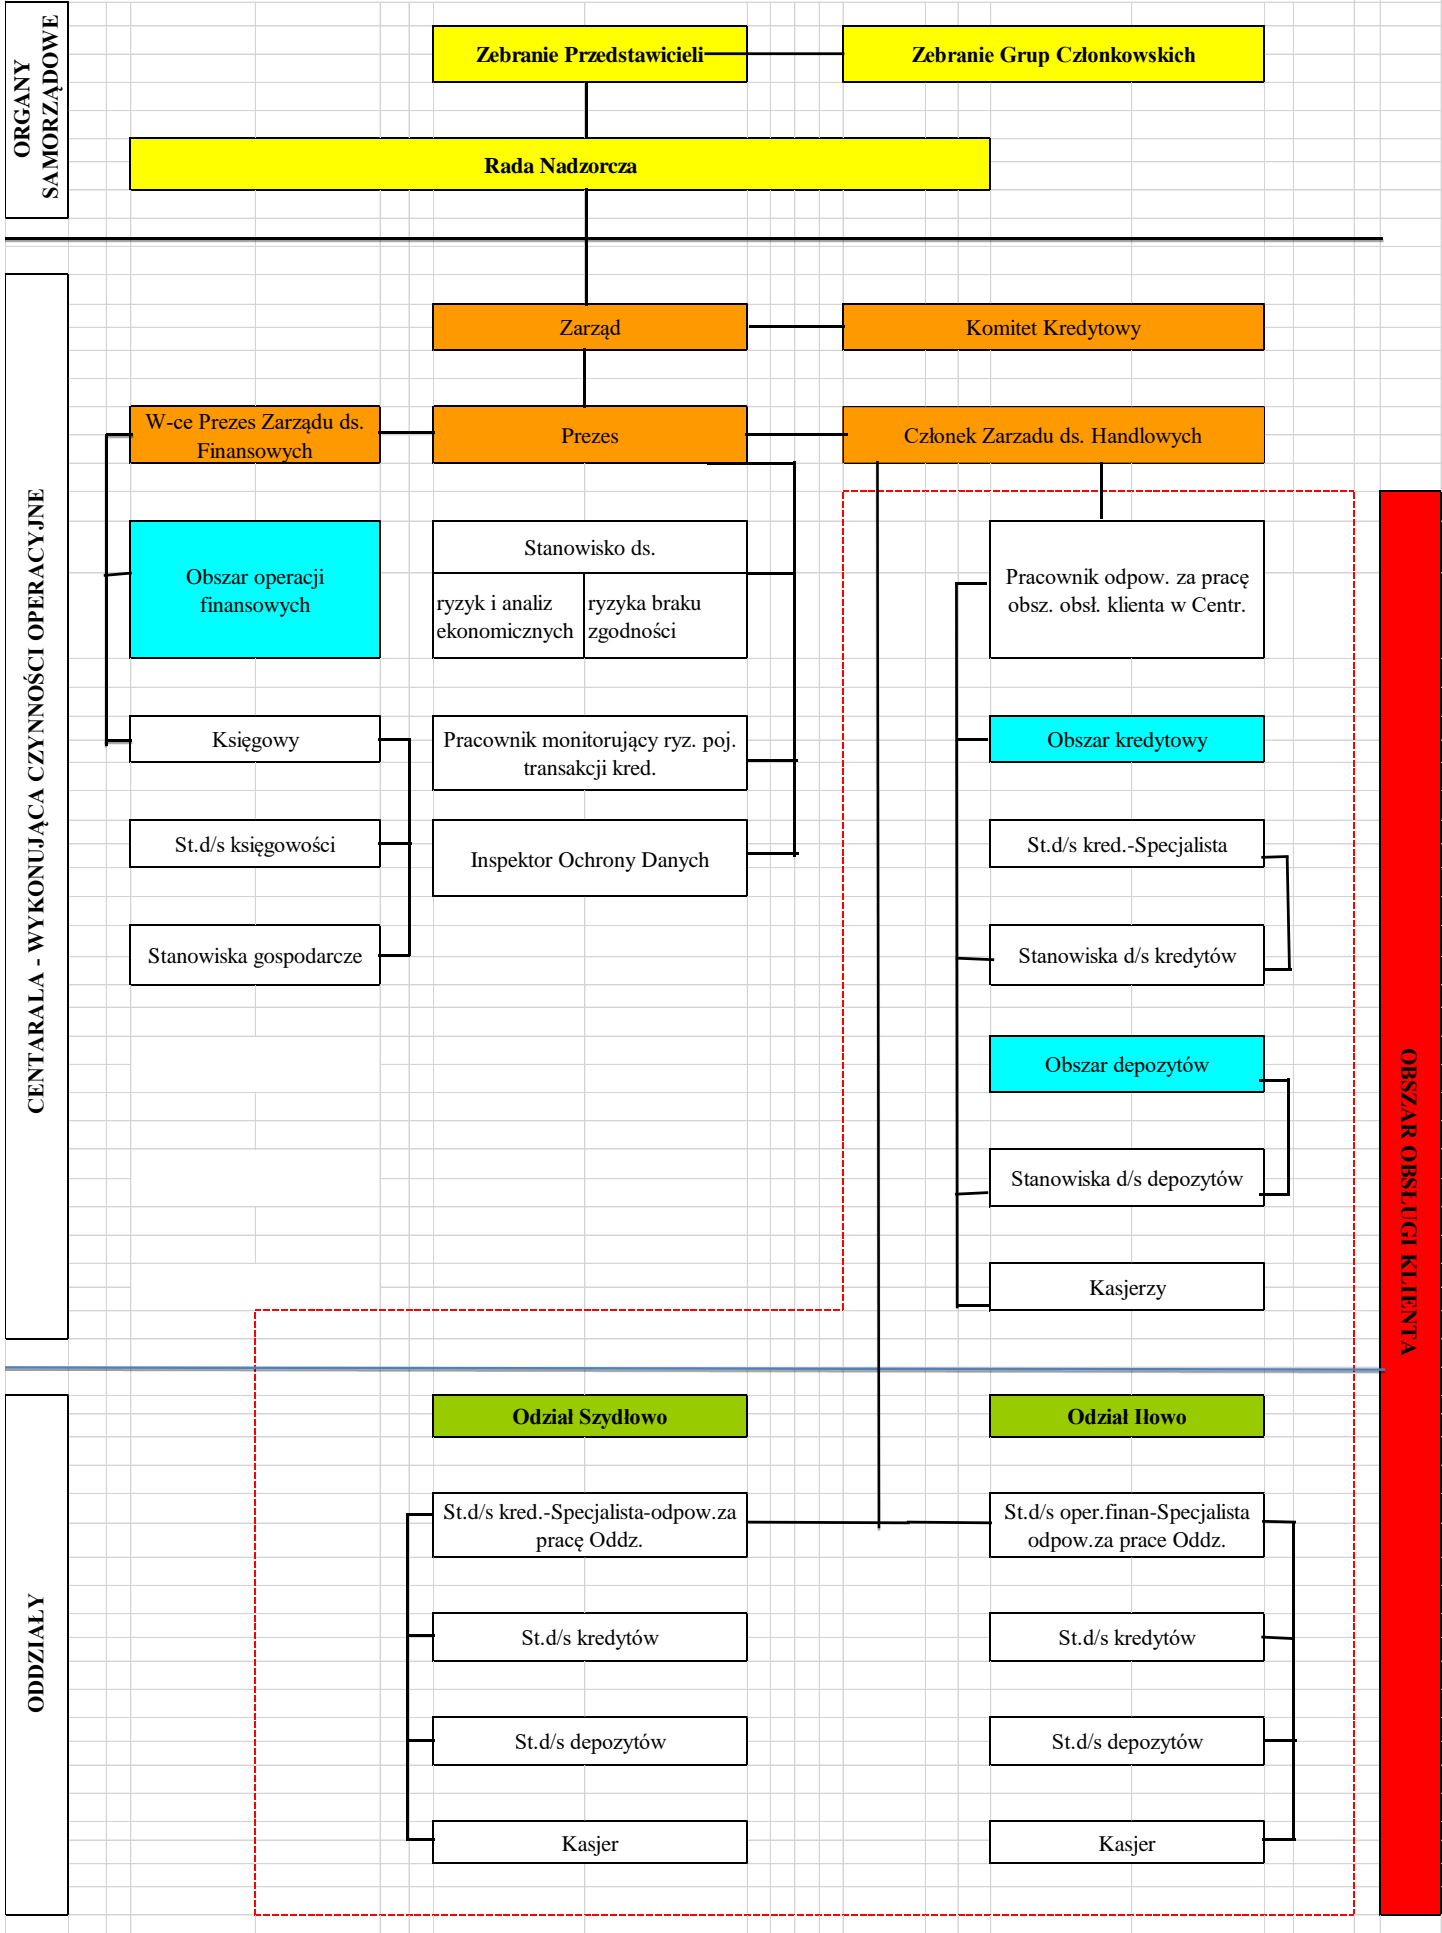 ORGANY
SAMORZĄDOWE
Zebranie Przedstawicieli
Zebranie Grup Członkowskich
Rada Nadzorcza
CENTARALA - WYKONUJĄCA CZYNNOŚCI OPERACYJNE
Zarząd
Komitet Kredytowy
W-ce Prezes Zarządu ds.
Finansowych
Prezes
Członek Zarzadu ds. Handlowych
Obszar operacji
finansowych
Stanowisko ds.
ryzyk i analiz
ekonomicznych
ryzyka braku
zgodności
Pracownik odpow. za pracę
obsz. obsł. klienta w Centr.
Księgowy
Pracownik monitorujący ryz. poj.
transakcji kred.
Obszar kredytowy
St.d/s księgowości
Inspektor Ochrony Danych
St.d/s kred.-Specjalista
Stanowiska gospodarcze
Stanowiska d/s kredytów
Obszar depozytów
Stanowiska d/s depozytów
Kasjerzy
OBSZAR OBSŁUGI KLIENTA
ODDZIAŁY
Odział Szydłowo
Odział Iłowo
St.d/s kred.-Specjalista-odpow.za
pracę Oddz.
St.d/s oper.finan-Specjalista
odpow.za prace Oddz.
St.d/s kredytów
St.d/s kredytów
St.d/s depozytów
St.d/s depozytów
Kasjer
Kasjer